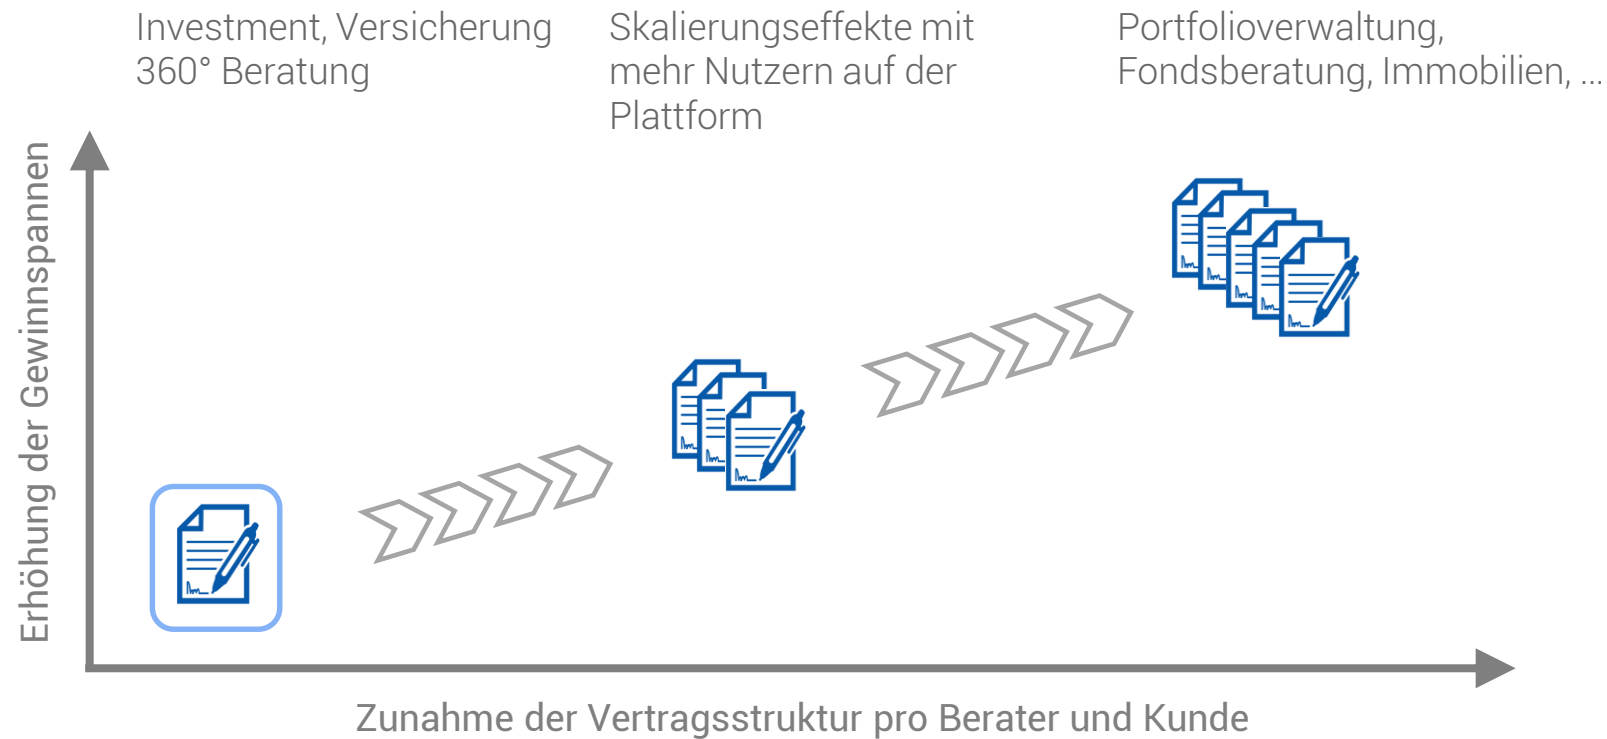 Investment, Versicherung
360° Beratung
Skalierungseffekte mit
mehr Nutzern auf der
Plattform
Portfolioverwaltung,
Fondsberatung, Immobilien, ...
Erhöhung der Gewinnspannen
Zunahme der Vertragsstruktur pro Berater und Kunde